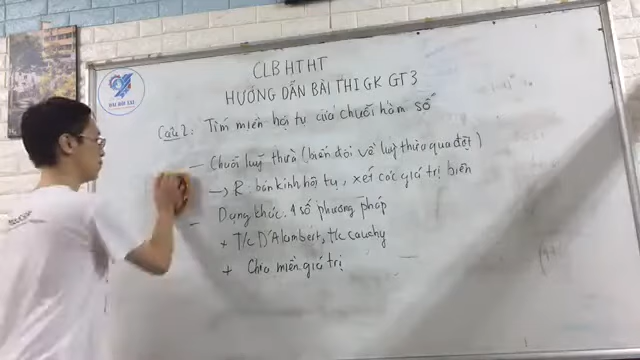 CLB HTHT
HƯỚNG DẪN BÀI THI GK GT3
Câu 2: Tìm miền hội tụ của chuỗi hàm số
- Chuỗi luỹ thừa (biến đổi về luỹ thừa qua đặt)
→ R: bán kính hội tụ, xét các giá trị biên
- Dạng khác. 1 số phương pháp
+ T/c D'Alambert, t/c cauchy
+ Chia miền giá trị